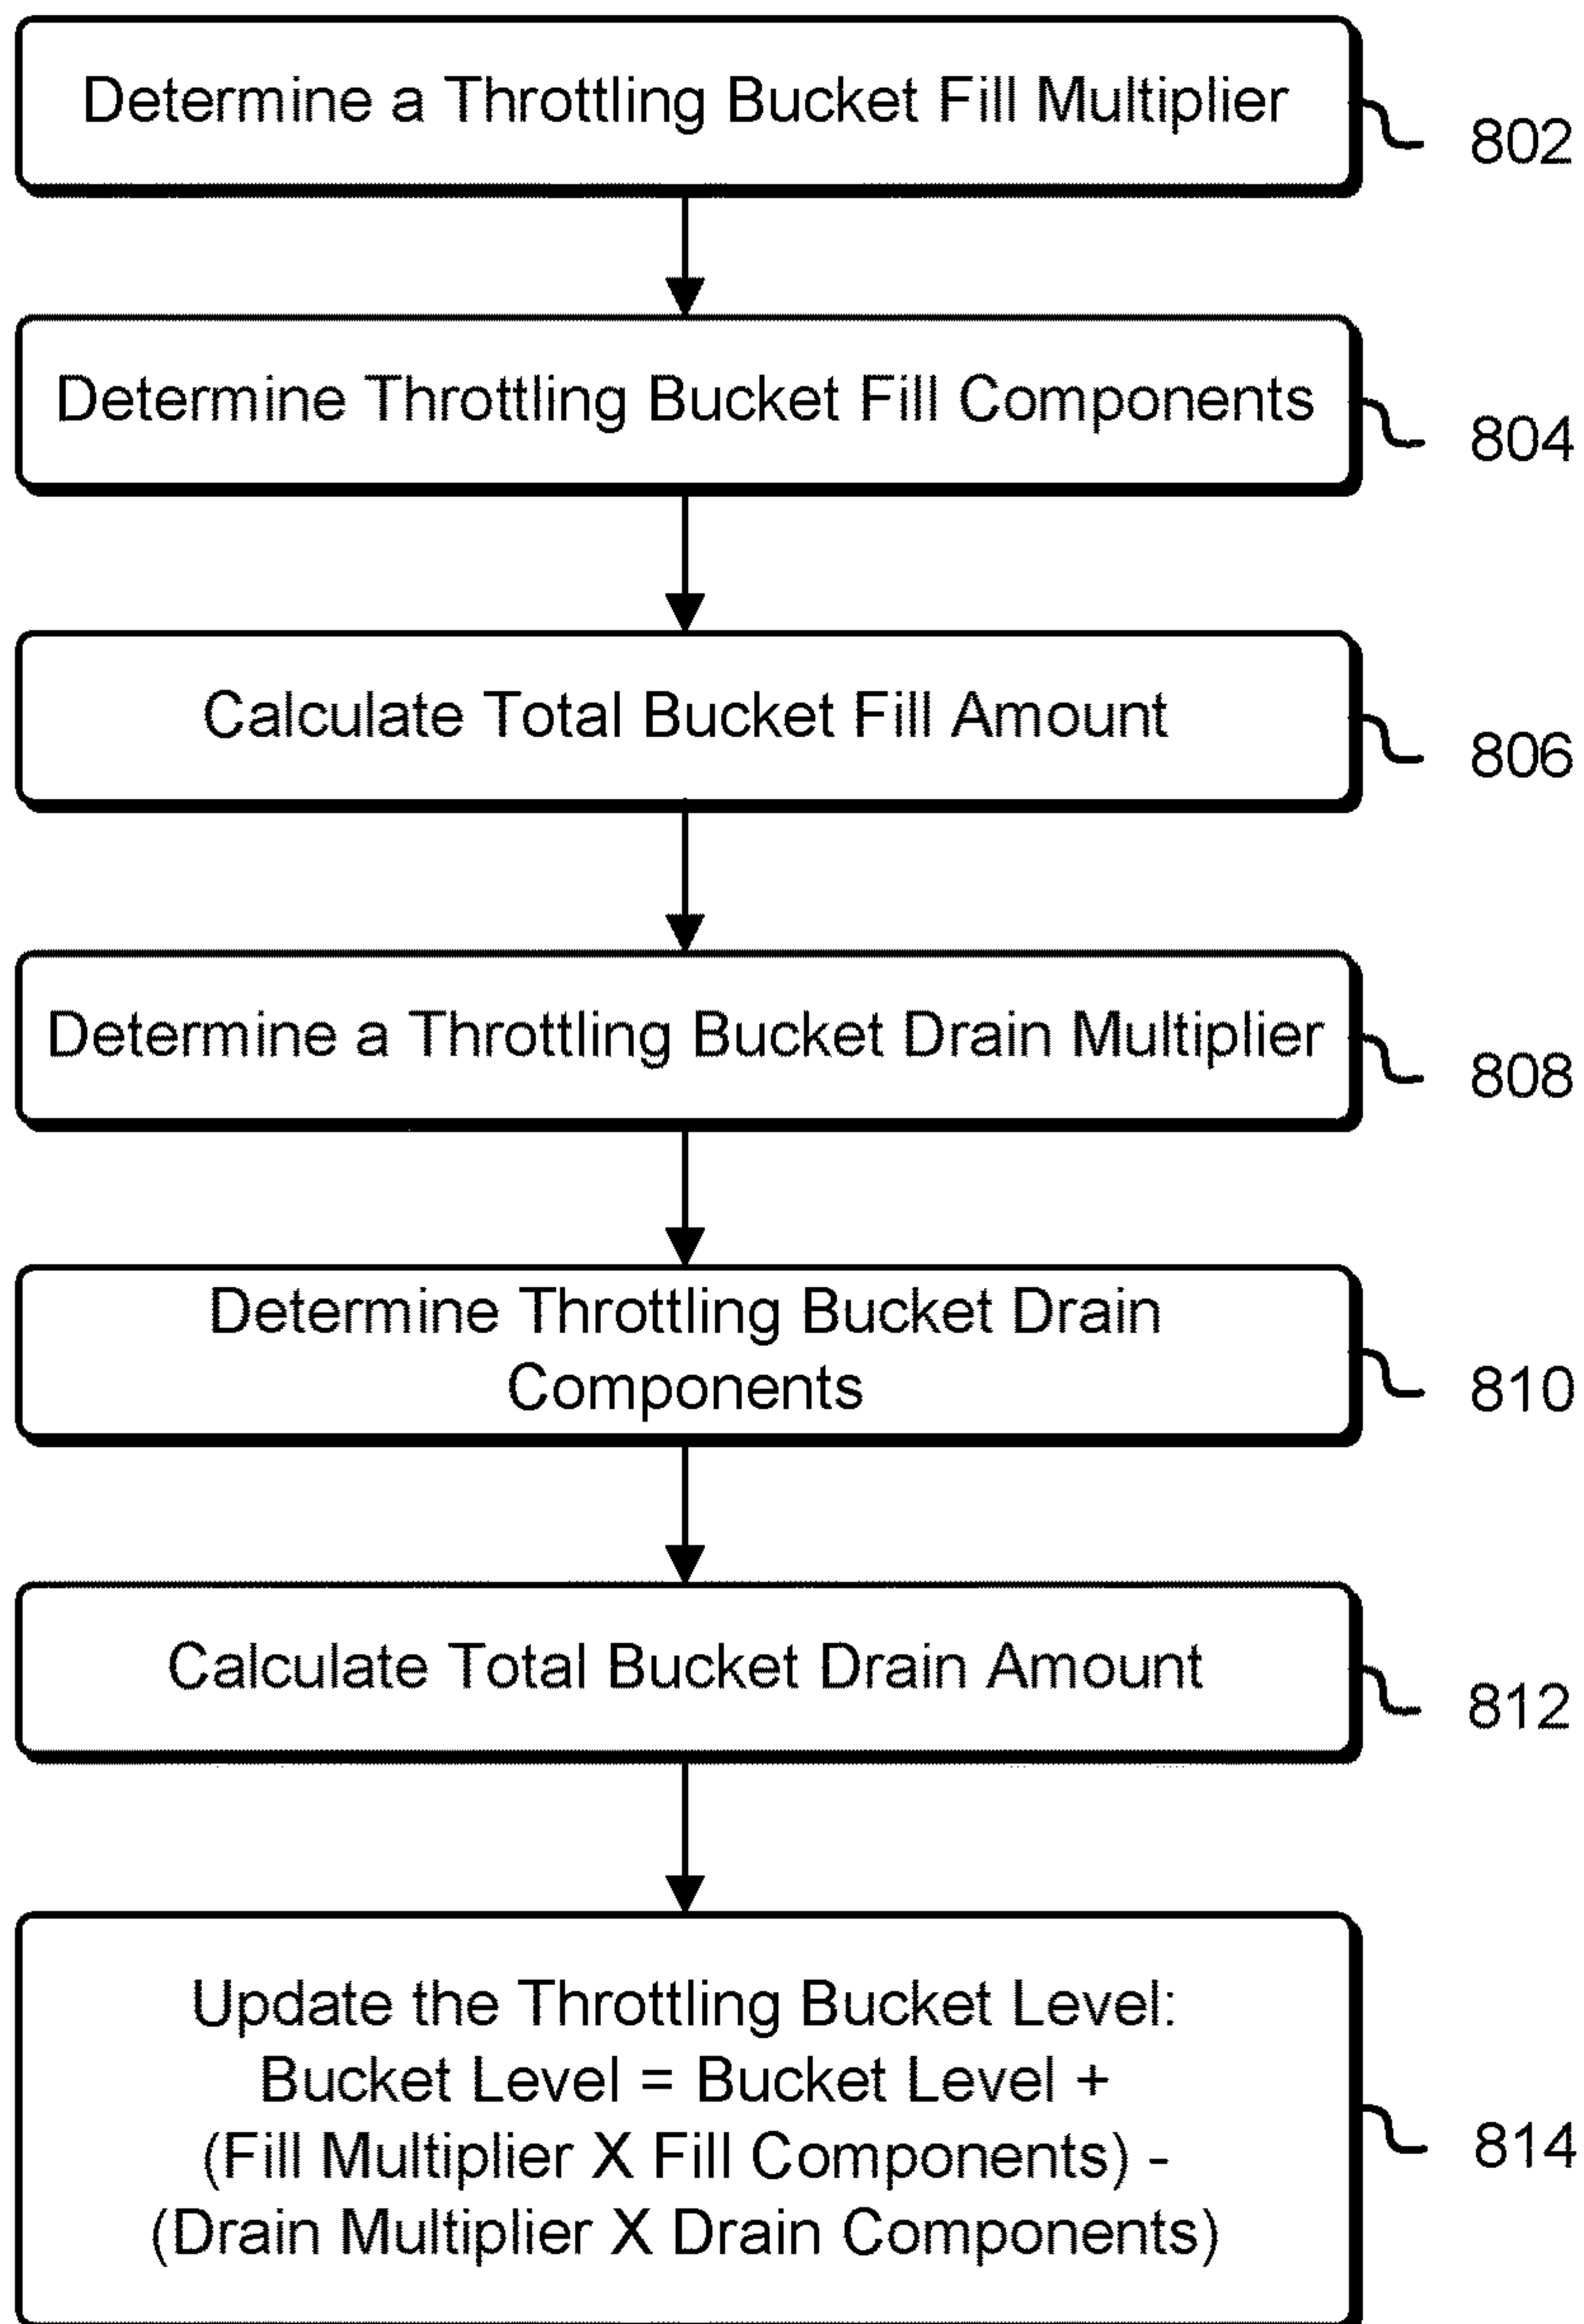 Determine a Throttling Bucket Fill Multiplier
802
Determine Throttling Bucket Fill Components
804
Calculate Total Bucket Fill Amount
806
Determine a Throttling Bucket Drain Multiplier
808
Determine Throttling Bucket Drain
Components
810
Calculate Total Bucket Drain Amount
812
Update the Throttling Bucket Level:
Bucket Level = Bucket Level +
(Fill Multiplier X Fill Components) -
(Drain Multiplier X Drain Components)
814